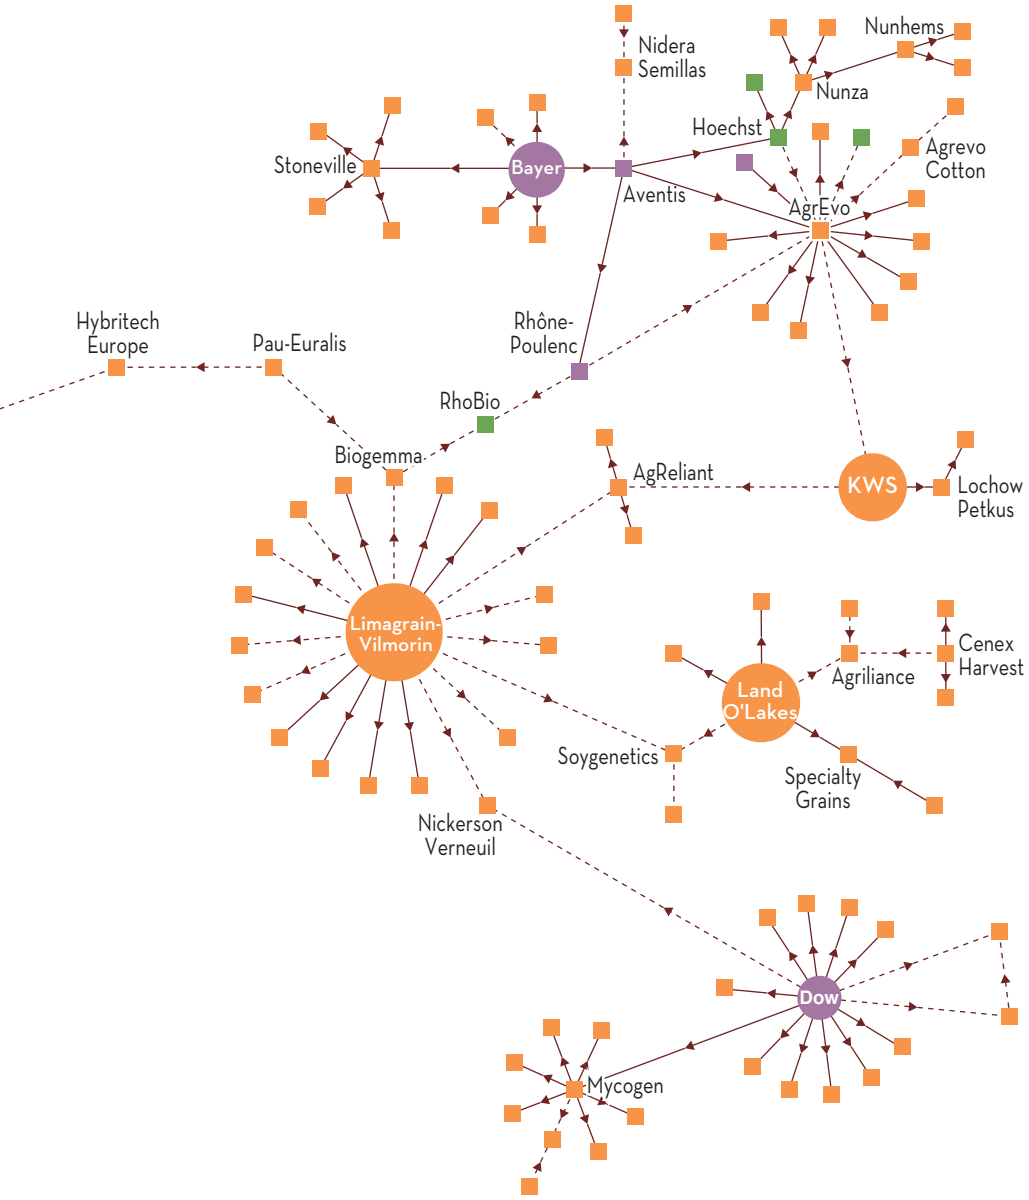 Nunhems
Nidera
Semillas
Nunza
Hoechst
Stoneville
Bayer
Agrevo
Cotton
Aventis
AgrEvo
Hybritech
Europe
Pau-Euralis
Rhône-
Poulenc
RhoBio
Biogemma
AgReliant
KWS
Lochow
Petkus
Limagrain-
Vilmorin
Cenex
Harvest
Agriliance
Land
O'Lakes
Soygenetics
Specialty
Grains
Nickerson
Verneuil
Dow
Mycogen